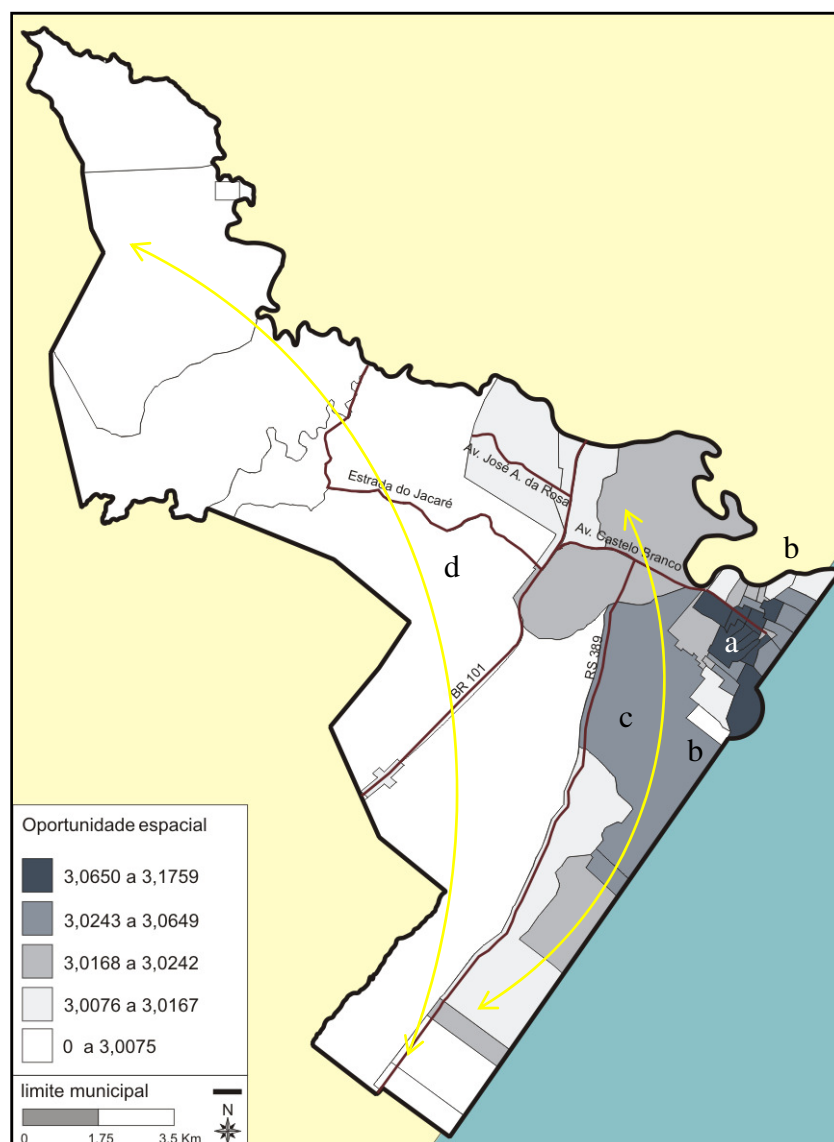 Av. José A. da Rosa
Estrada do Jacaré
Av. Castelo Branco
b
d
a
RS 389
BR 101
c
b
Oportunidade espacial
3,0650 a 3,1759
3,0243 a 3,0649
3,0168 a 3,0242
3,0076 a 3,0167
0 a 3,0075
limite municipal
N
0 1.75 3.5 Km